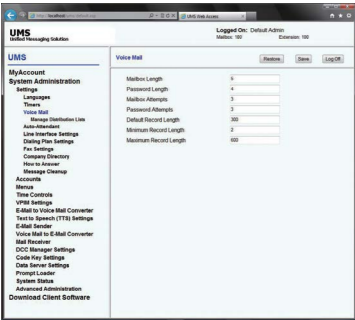 http://localhost/
UMS Web Access
UMS
Unified Messaging Solution
Logged On: Default Admin
Mailbox: 100 Extension: 100
UMS
Voice Mail
Restore
Save
Log Off
MyAccount
System Administration
Settings
Languages
Timers
Voice Mail
Manage Distribution Lists
Auto-Attendant
Line Interface Settings
Dialing Plan Settings
Fax Settings
Company Directory
How to Answer
Message Cleanup
Accounts
Menus
Time Controls
VPIM Settings
E-Mail to Voice Mail Converter
Text to Speech (TTS) Settings
E-Mail Sender
Voice Mail to E-Mail Converter
Mail Receiver
DCC Manager Settings
Code Key Settings
Data Server Settings
Prompt Loader
System Status
Advanced Administration
Download Client Software
Mailbox Length
Password Length 4
Mailbox Attempts 3
Password Attempts 3
Default Record Length 300
Minimum Record Length 2
Maximum Record Length 600